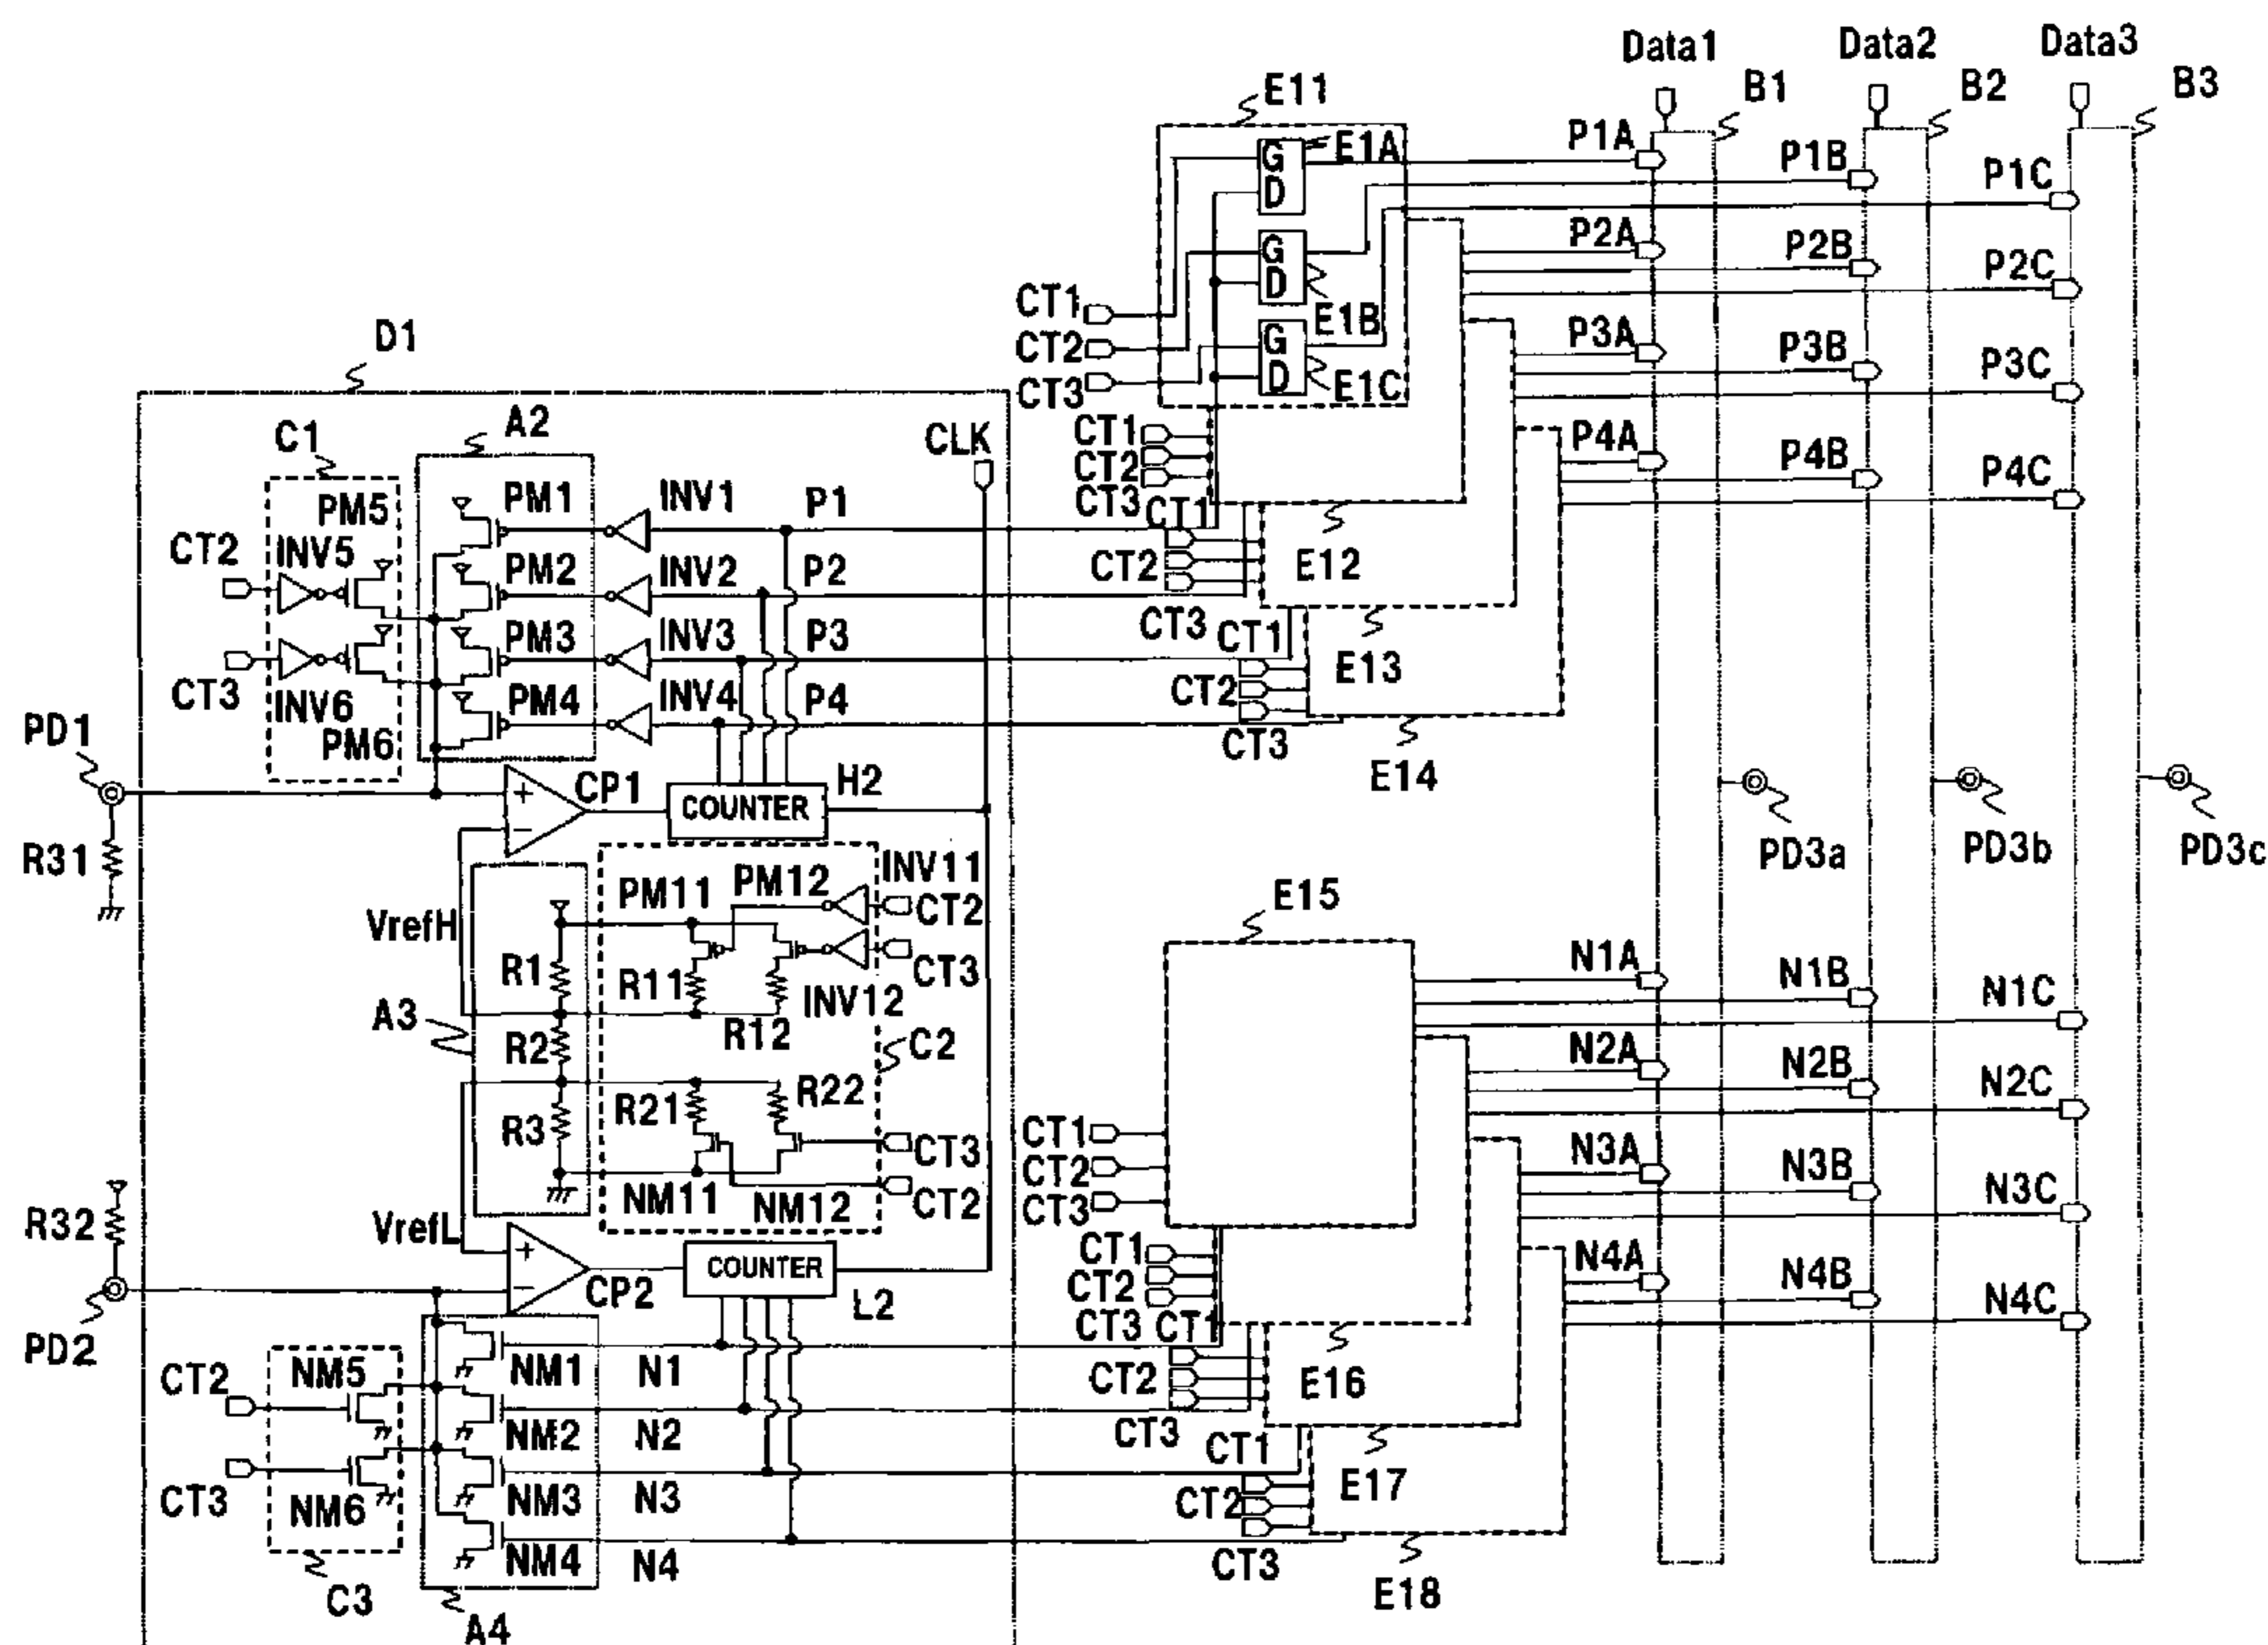 Data1 Data2 Data3
B1 B2 B3
E11
E1A
G
D
P1A P1B P1C
G
D
E1B
P2A P2B P2C
CT1
CT2
CT3
G
D
E1C
P3A P3B P3C
D1
C1
A2
CLK
CT1
CT2
CT3
P4A P4B P4C
PM5
PM1 INV1 P1
CT1
CT2
CT3
E12
CT2 INV5
PM2 INV2 P2
CT3 INV6
PM6
PM3 INV3 P3
CT1
CT2
CT3
E13
PM4 INV4 P4
E14
PD1
R31
+
−
CP1
COUNTER
H2
PD3a PD3b PD3c
VrefH
A3
R1
R2
R3
PM11 PM12 INV11
CT2
CT3
R11
INV12
R12
C2
R21 R22
CT3
CT2
NM11 NM12
E15
N1A N1B N1C
N2A N2B N2C
CT1
CT2
CT3
N3A N3B N3C
R32
VrefL
+
−
CP2
COUNTER
L2
CT1
CT2
CT3
N4A N4B N4C
PD2
NM1 N1
CT1
CT2
CT3
E16
CT2 NM5
NM2 N2
CT3 NM6
NM3 N3
CT1
CT2
CT3
E17
NM4 N4
C3
A4
E18